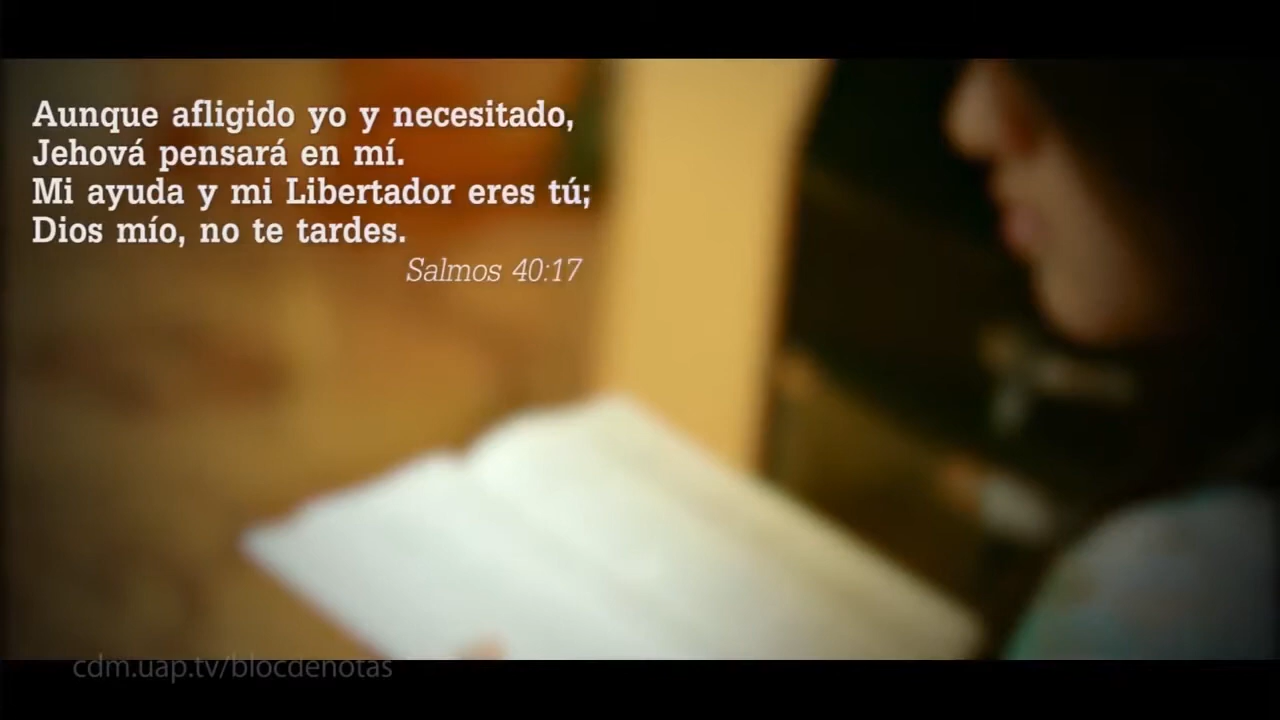 Aunque afligido yo y necesitado,
Jehová pensará en mí.
Mi ayuda y mi Libertador eres tú;
Dios mío, no te tardes.
Salmos 40:17
cdm.uap.tv/blocdenotas